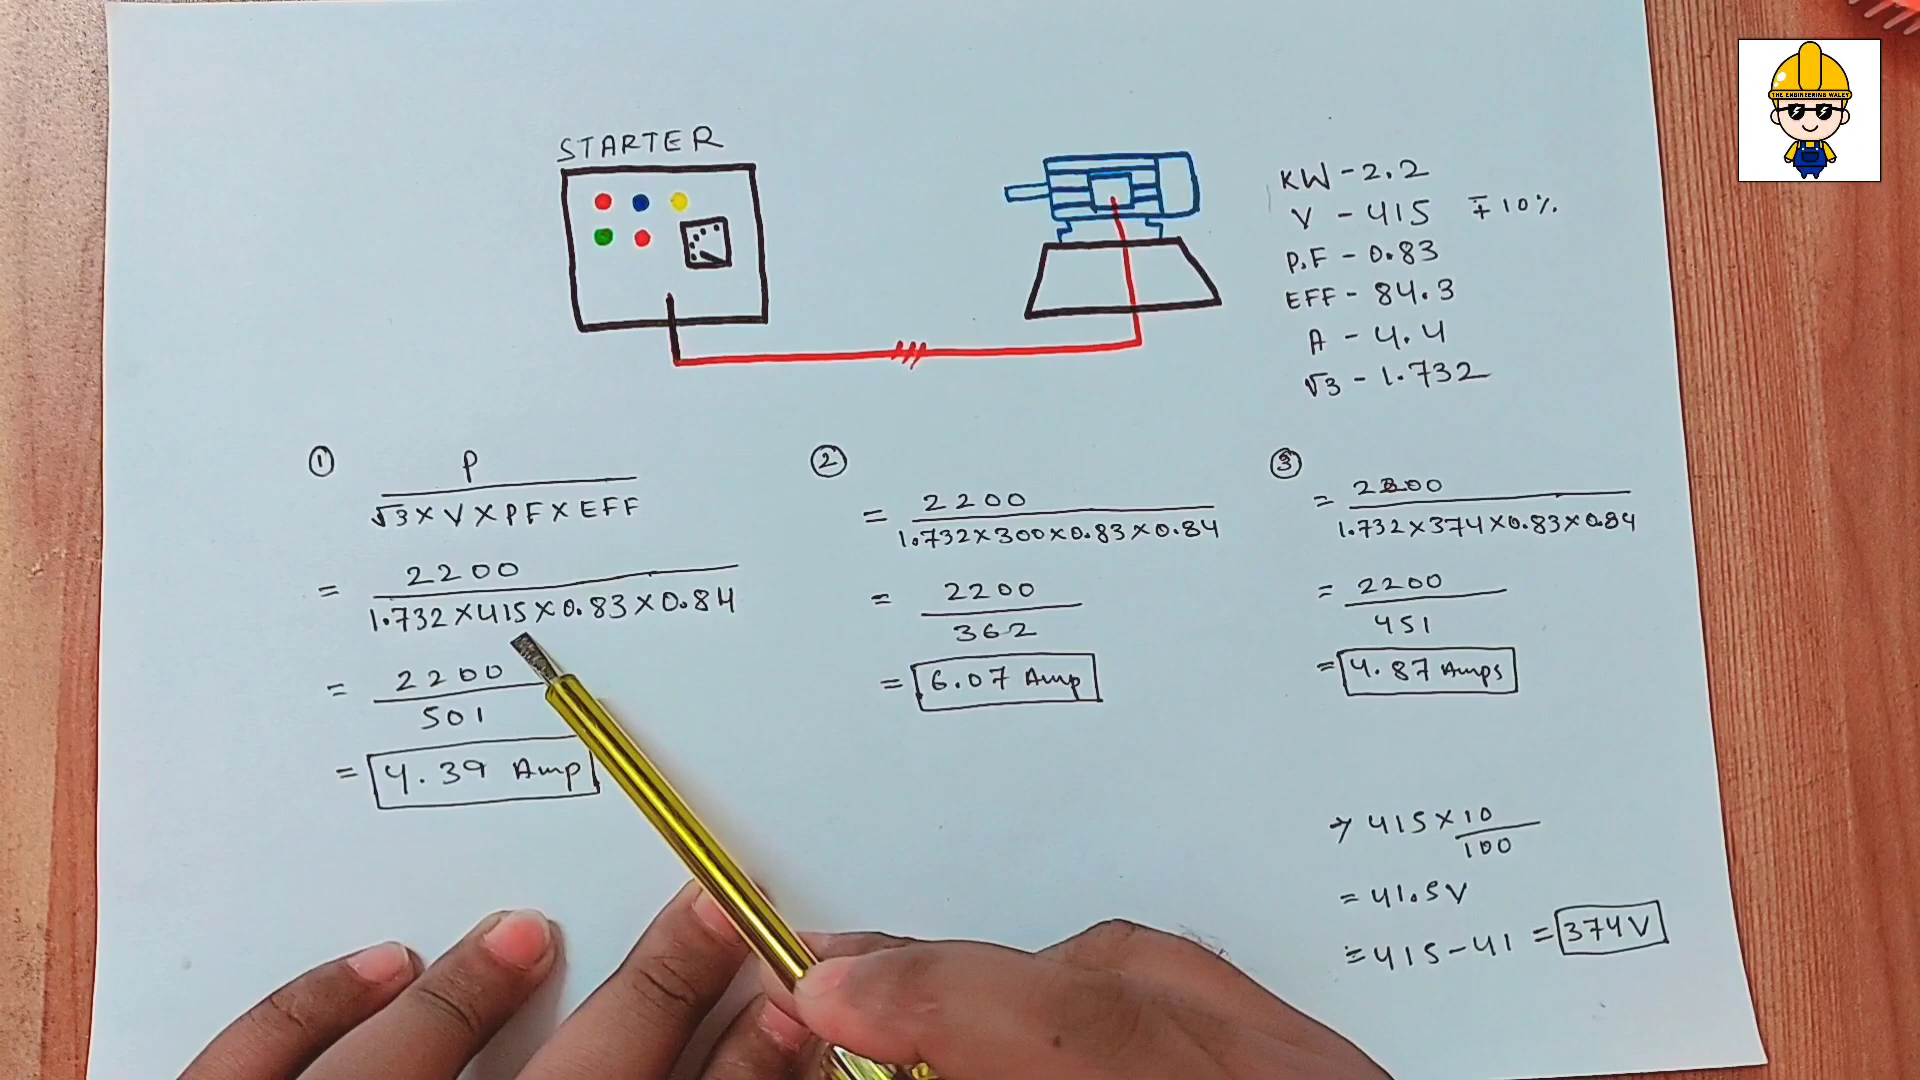 THE ENGINEERING WALEY
STARTER
KW - 2.2
V - 415 ∓ 10%
P.F - 0.83
EFF - 84.3
A - 4.4
√3 - 1.732
①
P
√3 × V × PF × EFF
= 2200
1.732 × 415 × 0.83 × 0.84
= 2200
501
= 4.39 Amp
②
= 2200
1.732 × 300 × 0.83 × 0.84
= 2200
362
= 6.07 Amp
③
= 2200
1.732 × 374 × 0.83 × 0.84
= 2200
451
= 4.87 Amps
→ 415 × 10
100
= 41.5V
= 415 - 41 = 374V